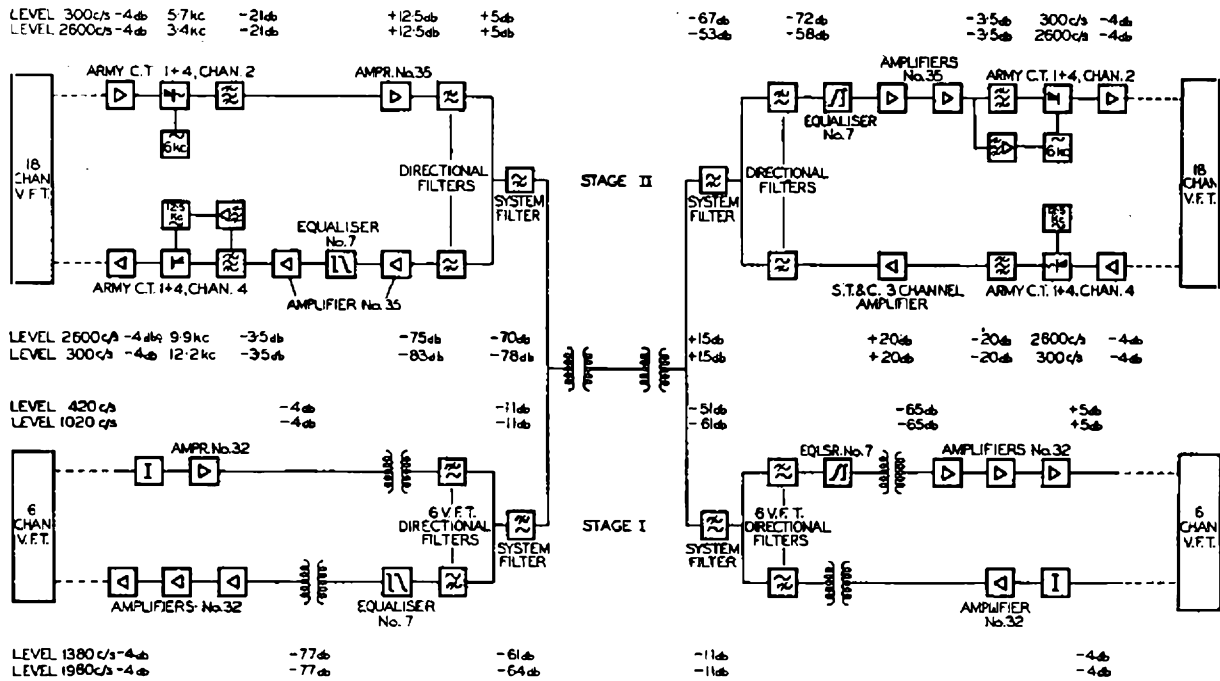 LEVEL 300c/s -4db 5·7kc -21db +12·5db +5db -67db -72db -3·5db 300c/s -4db
LEVEL 2600c/s -4db 3·4kc -21db +12·5db +5db -53db -58db -3·5db 2600c/s -4db
ARMY C.T. 1+4, CHAN. 2
AMPR. No. 35
AMPLIFIERS
No. 35
ARMY C.T. 1+4, CHAN. 2
6kc
EQUALISER
No. 7
6kc
18
CHAN
V.F.T.
DIRECTIONAL
FILTERS
SYSTEM
FILTER
STAGE II
SYSTEM
FILTER
DIRECTIONAL
FILTERS
18
CHAN
V.F.T.
12·5
kc
EQUALISER
No. 7
12·5
kc
ARMY C.T. 1+4, CHAN. 4
AMPLIFIER No. 35
S.T.&C. 3 CHANNEL
AMPLIFIER
ARMY C.T. 1+4, CHAN. 4
LEVEL 2600c/s -4db 9·9kc -3·5db -75db -70db +15db +20db -20db 2600c/s -4db
LEVEL 300c/s -4db 12·2kc -3·5db -83db -78db +15db +20db -20db 300c/s -4db
LEVEL 420c/s -4db -11db -51db -65db +5db
LEVEL 1020c/s -4db -11db -61db -65db +5db
AMPR. No. 32
EQLSR. No. 7
AMPLIFIERS No. 32
I
6
CHAN
V.F.T.
6 V.F.T.
DIRECTIONAL
FILTERS
SYSTEM
FILTER
STAGE I
SYSTEM
FILTER
6 V.F.T.
DIRECTIONAL
FILTERS
6
CHAN
V.F.T.
I
AMPLIFIERS No. 32
EQUALISER
No. 7
AMPLIFIER
No. 32
LEVEL 1380c/s -4db -77db -61db -11db -4db
LEVEL 1980c/s -4db -77db -64db -11db -4db